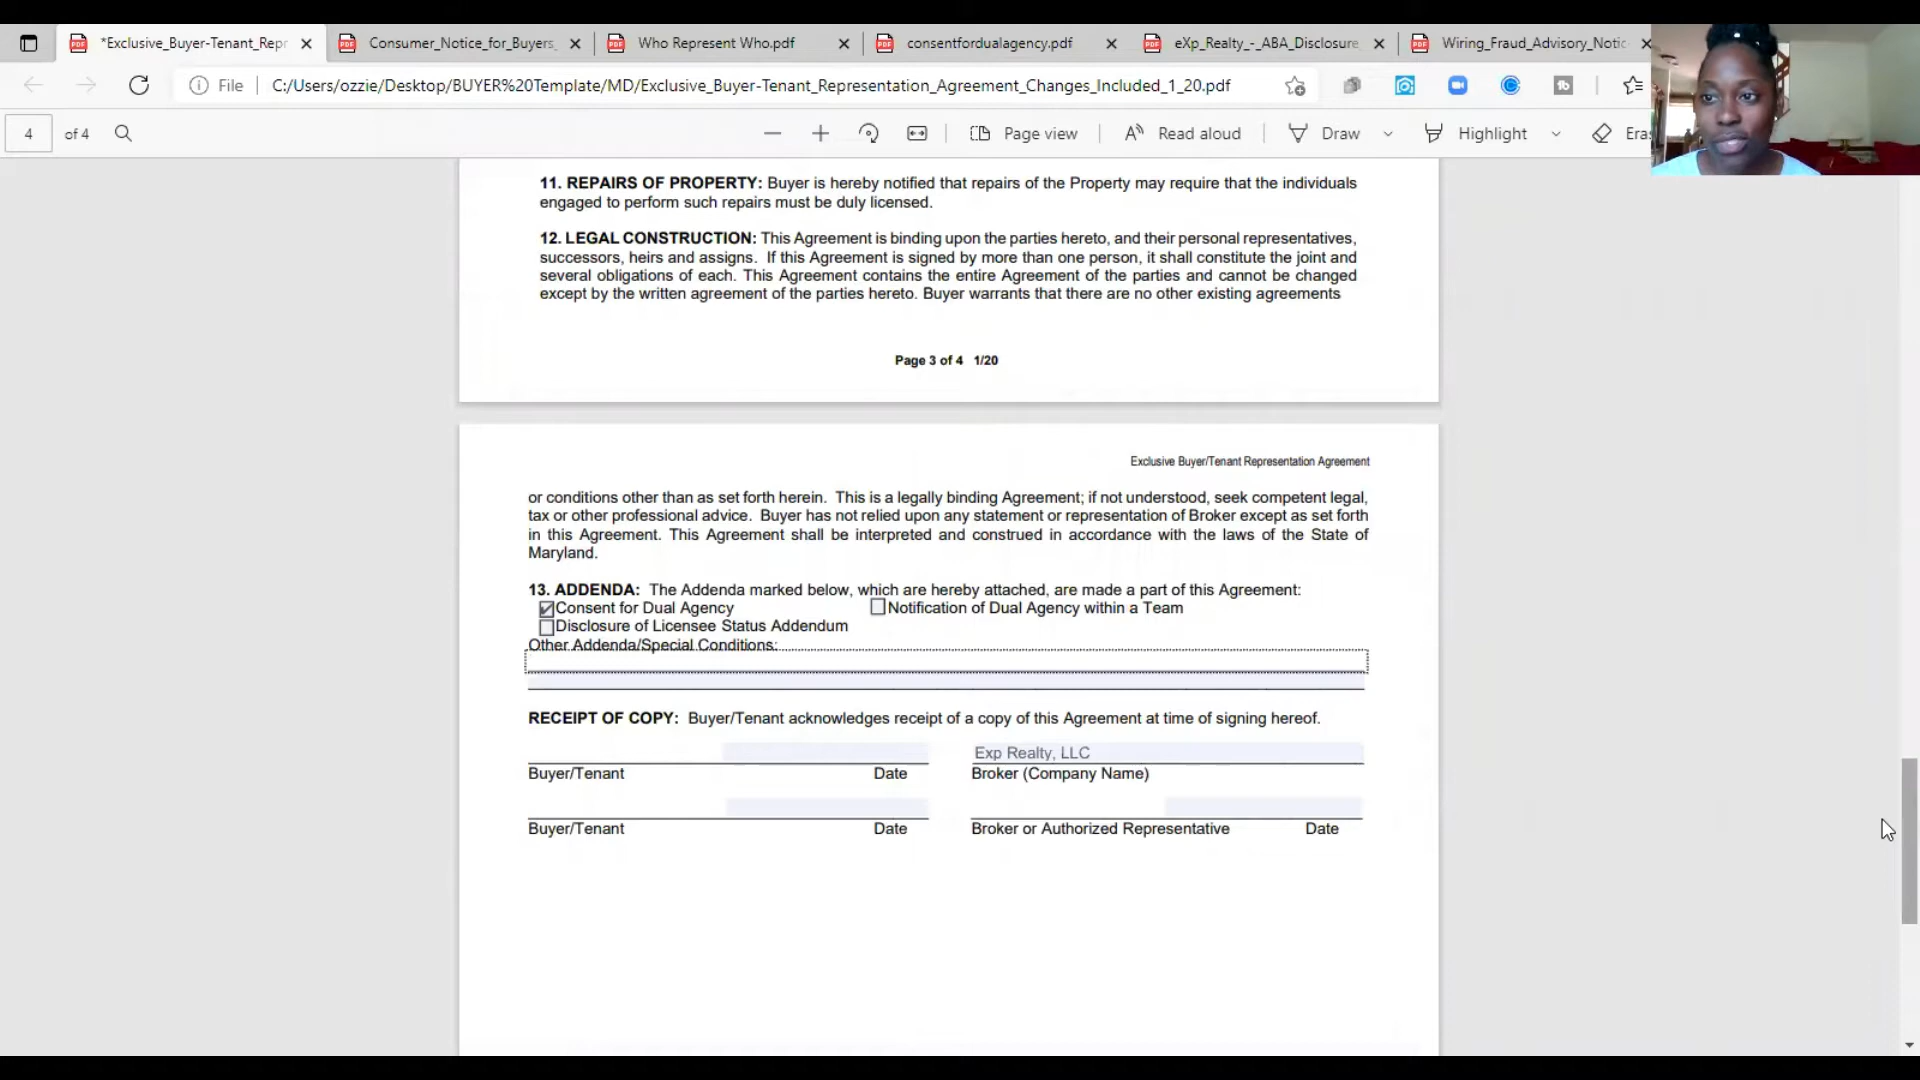 *Exclusive_Buyer-Tenant_Repr
Consumer_Notice_for_Buyers_
Who Represent Who.pdf
consentfordualagency.pdf
eXp_Realty_-_ABA_Disclosure
Wiring_Fraud_Advisory_Notic
File
C:/Users/ozzie/Desktop/BUYER%20Template/MD/Exclusive_Buyer-Tenant_Representation_Agreement_Changes_Included_1_20.pdf
4 of 4
Page view
Read aloud
Draw
Highlight
Eras
11. REPAIRS OF PROPERTY: Buyer is hereby notified that repairs of the Property may require that the individuals
engaged to perform such repairs must be duly licensed.
12. LEGAL CONSTRUCTION: This Agreement is binding upon the parties hereto, and their personal representatives,
successors, heirs and assigns. If this Agreement is signed by more than one person, it shall constitute the joint and
several obligations of each. This Agreement contains the entire Agreement of the parties and cannot be changed
except by the written agreement of the parties hereto. Buyer warrants that there are no other existing agreements
Page 3 of 4 1/20
Exclusive Buyer/Tenant Representation Agreement
or conditions other than as set forth herein. This is a legally binding Agreement; if not understood, seek competent legal,
tax or other professional advice. Buyer has not relied upon any statement or representation of Broker except as set forth
in this Agreement. This Agreement shall be interpreted and construed in accordance with the laws of the State of
Maryland.
13. ADDENDA: The Addenda marked below, which are hereby attached, are made a part of this Agreement:
Consent for Dual Agency
Notification of Dual Agency within a Team
Disclosure of Licensee Status Addendum
Other Addenda/Special Conditions:
RECEIPT OF COPY: Buyer/Tenant acknowledges receipt of a copy of this Agreement at time of signing hereof.
Exp Realty, LLC
Buyer/Tenant Date
Broker (Company Name)
Buyer/Tenant Date
Broker or Authorized Representative Date